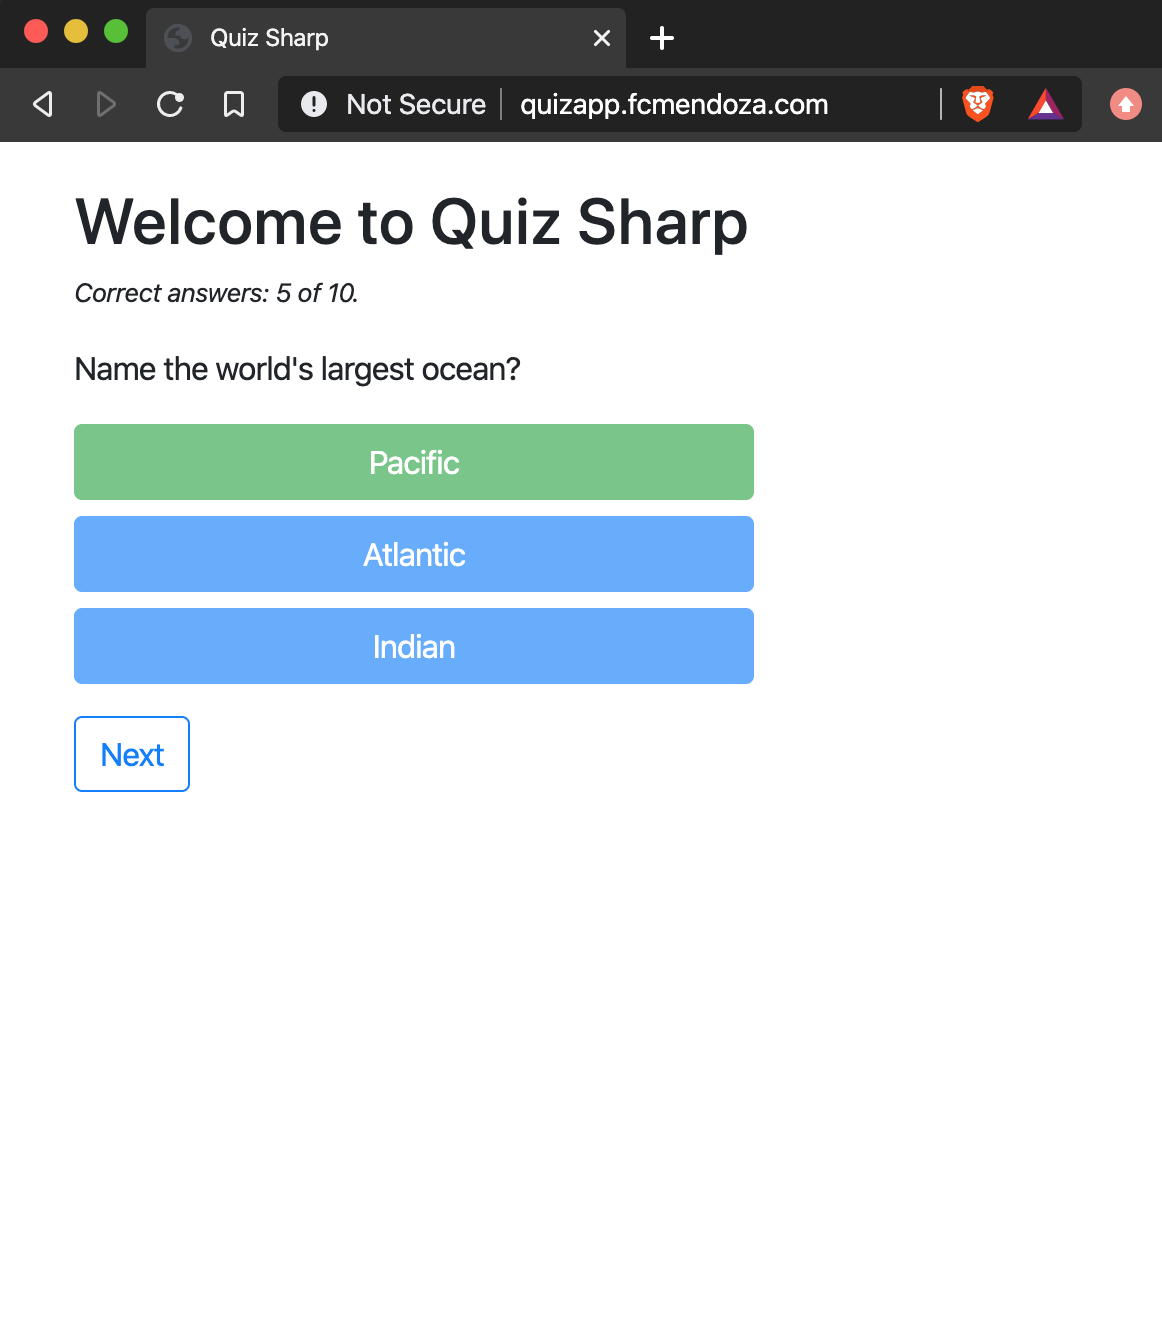 Quiz Sharp
Not Secure quizapp.fcmendoza.com
Welcome to Quiz Sharp
Correct answers: 5 of 10.
Name the world's largest ocean?
Pacific
Atlantic
Indian
Next